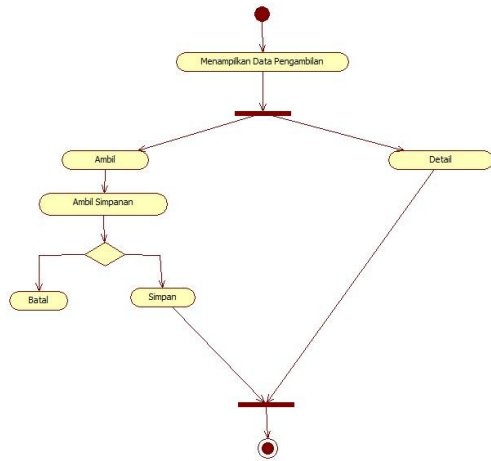 Menampilkan Data Pengambilan
Ambil
Detail
Ambil Simpanan
Batal
Simpan